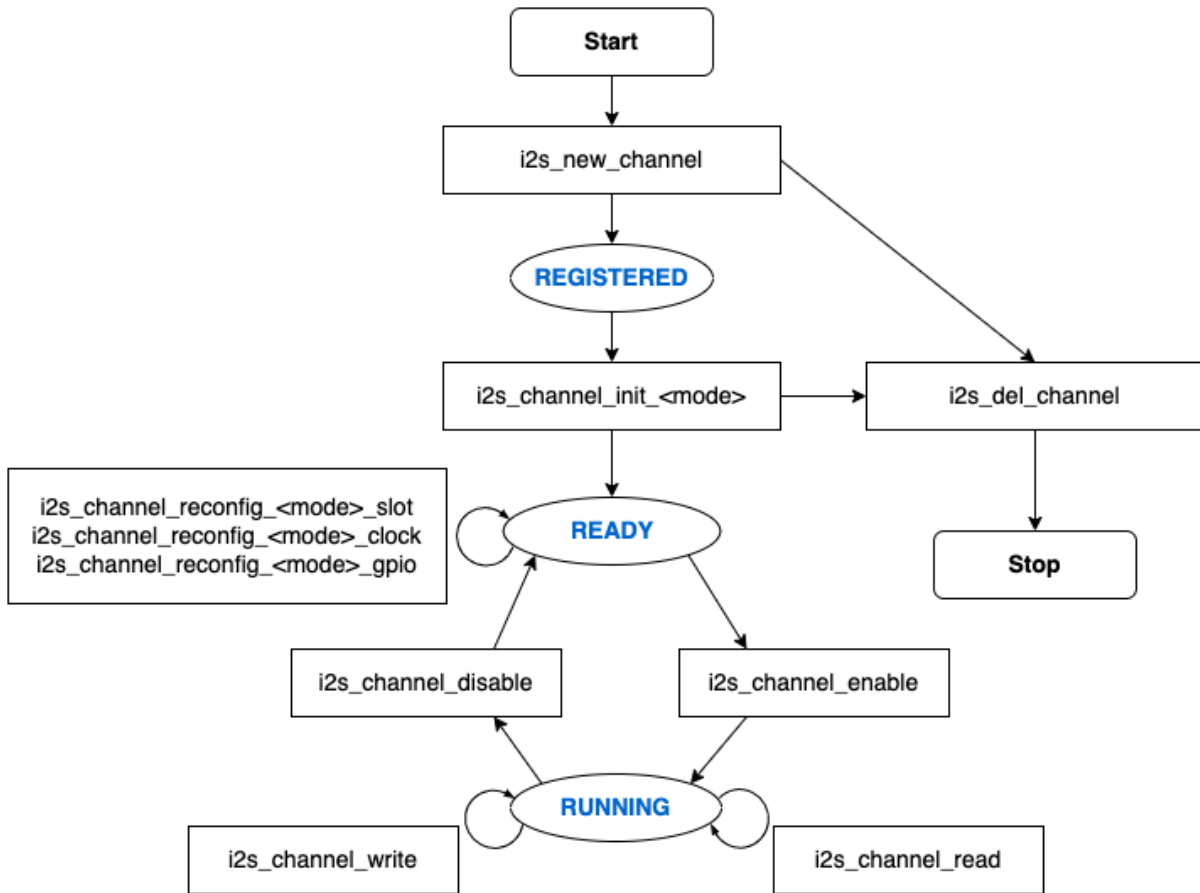 Start
i2s_new_channel
REGISTERED
i2s_channel_init_<mode>
i2s_del_channel
i2s_channel_reconfig_<mode>_slot
i2s_channel_reconfig_<mode>_clock
i2s_channel_reconfig_<mode>_gpio
READY
Stop
i2s_channel_disable
i2s_channel_enable
RUNNING
i2s_channel_write
i2s_channel_read